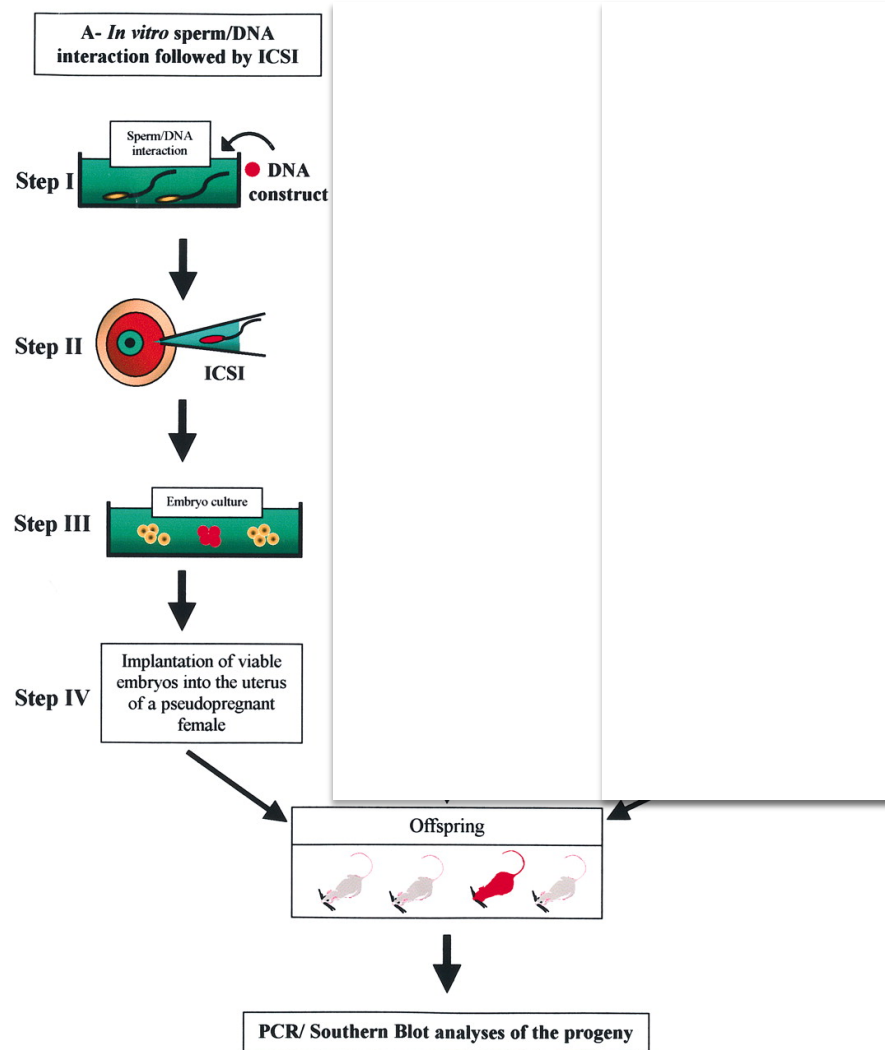 A- In vitro sperm/DNA
interaction followed by ICSI
Sperm/DNA
interaction
Step I
DNA
construct
Step II
ICSI
Embryo culture
Step III
Implantation of viable
embryos into the uterus
of a pseudopregnant
female
Step IV
Offspring
PCR/ Southern Blot analyses of the progeny